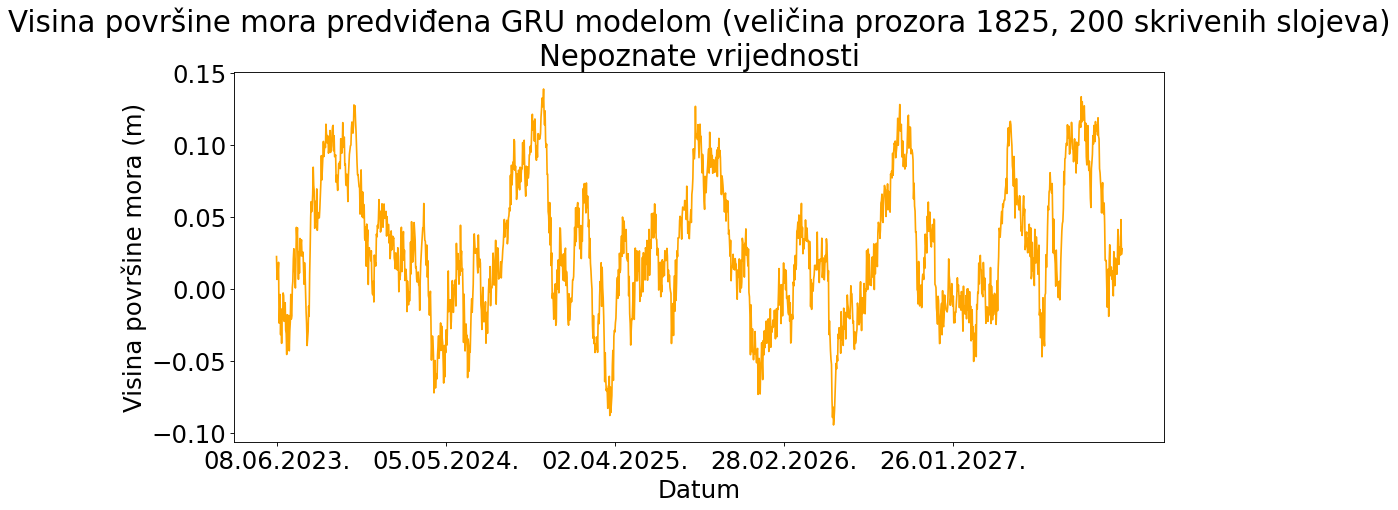 Visina površine mora predviđena GRU modelom (veličina prozora 1825, 200 skrivenih slojeva)
Nepoznate vrijednosti
Visina površine mora (m)
0.15
0.10
0.05
0.00
−0.05
−0.10
08.06.2023. 05.05.2024. 02.04.2025. 28.02.2026. 26.01.2027.
Datum